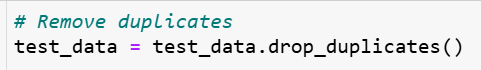 # Remove duplicates
test_data = test_data.drop_duplicates()